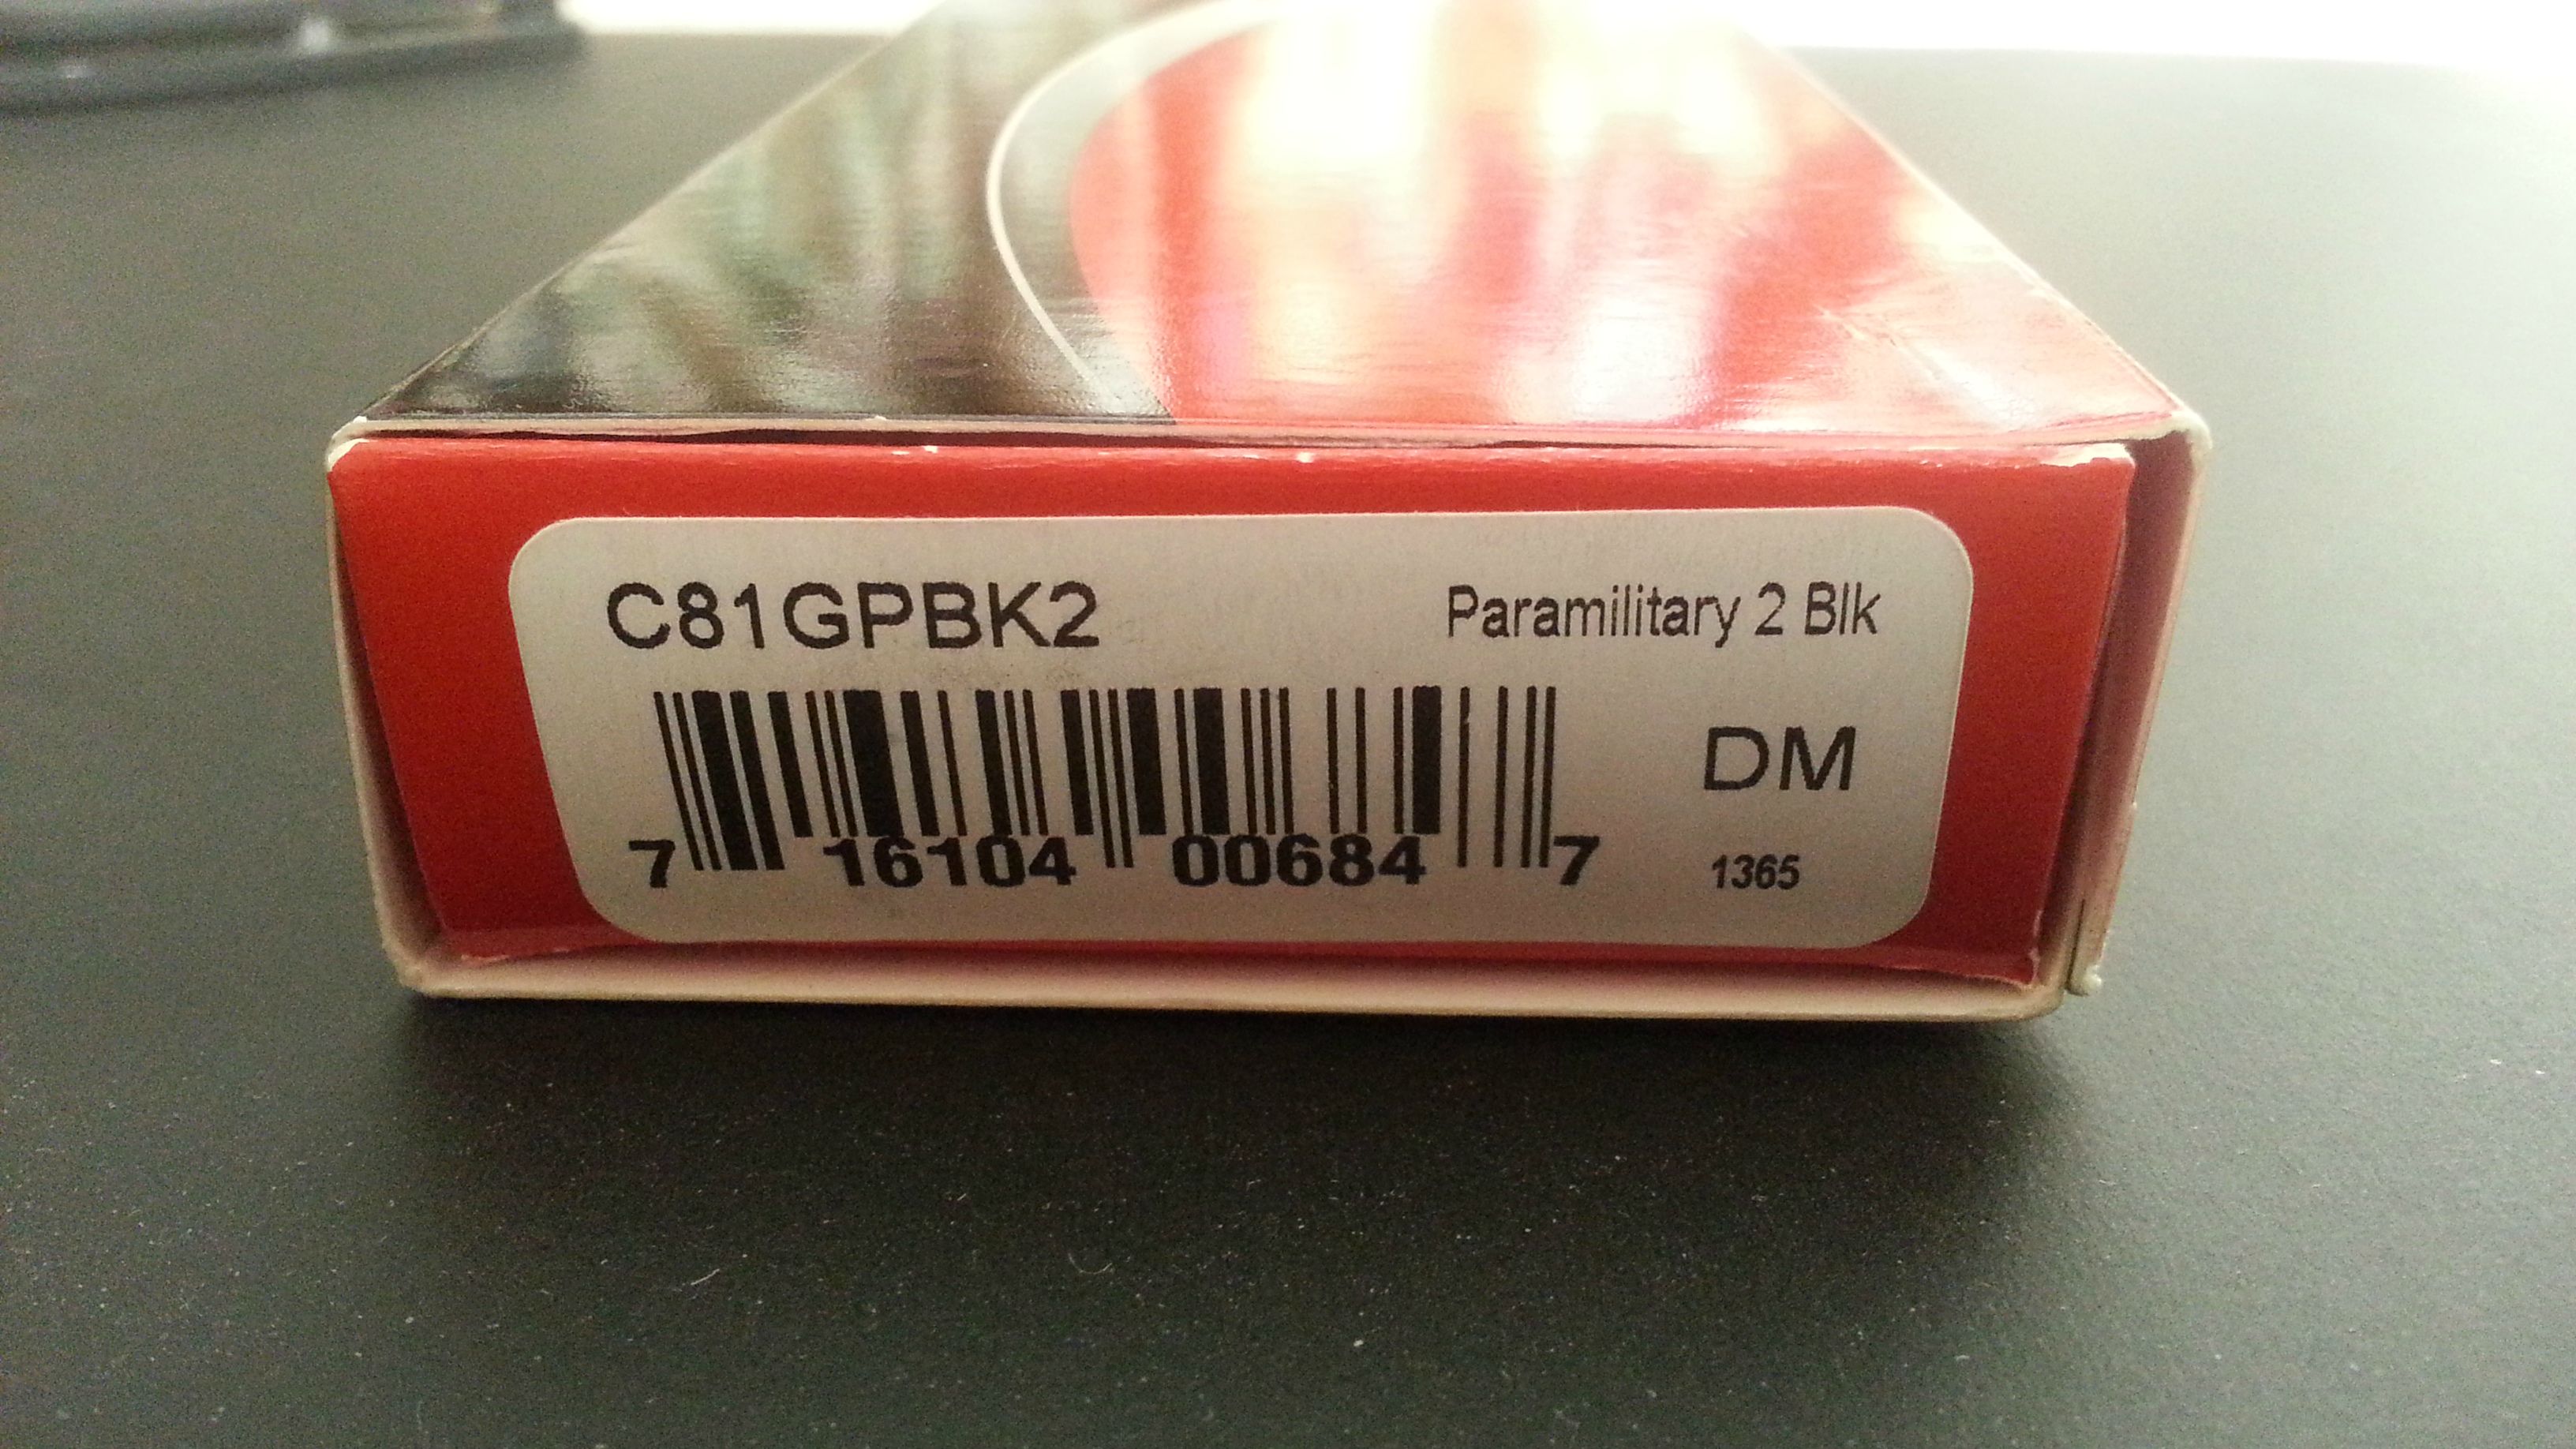 C81GPBK2 Paramilitary 2 Blk
DM
7 16104 00684 7 1365